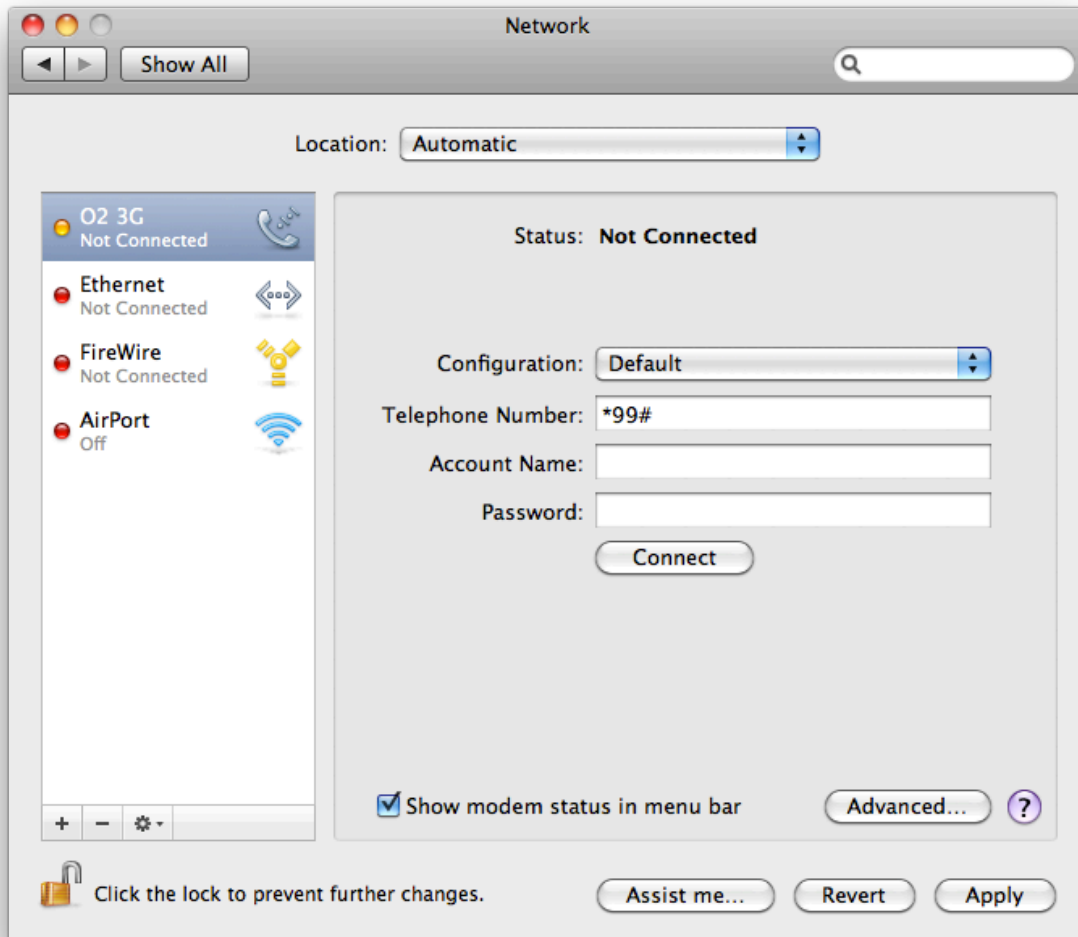 Network
Show All
Location: Automatic
O2 3G
Not Connected
Ethernet
Not Connected
FireWire
Not Connected
AirPort
Off
Status: Not Connected
Configuration: Default
Telephone Number: *99#
Account Name:
Password:
Connect
Show modem status in menu bar
Advanced...
?
Click the lock to prevent further changes.
Assist me...
Revert
Apply